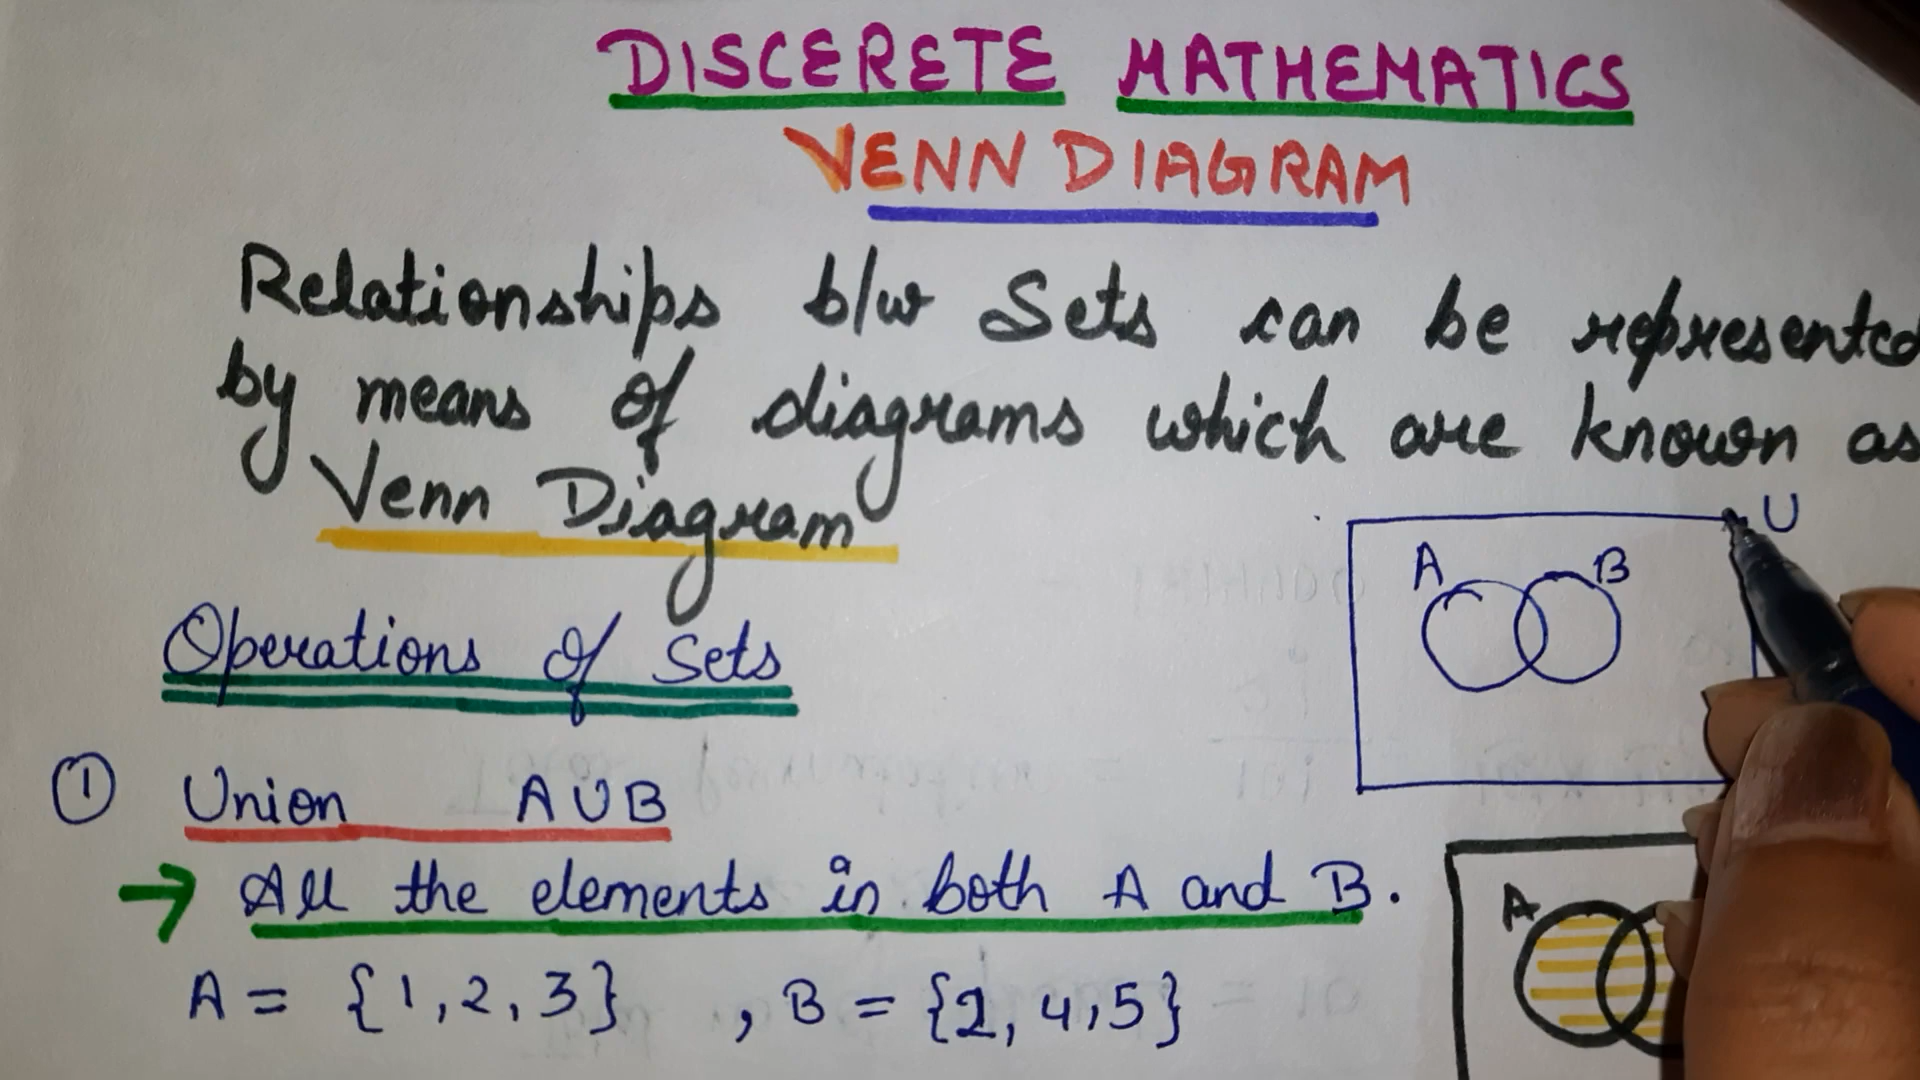 DISCERETE MATHEMATICS
VENN DIAGRAM
Relationships b/w Sets can be represented
by means of diagrams which are known as
Venn Diagram
U
A B
Operations of Sets
① Union A U B
→ All the elements in both A and B.
A
A = {1, 2, 3} , B = {2, 4, 5}